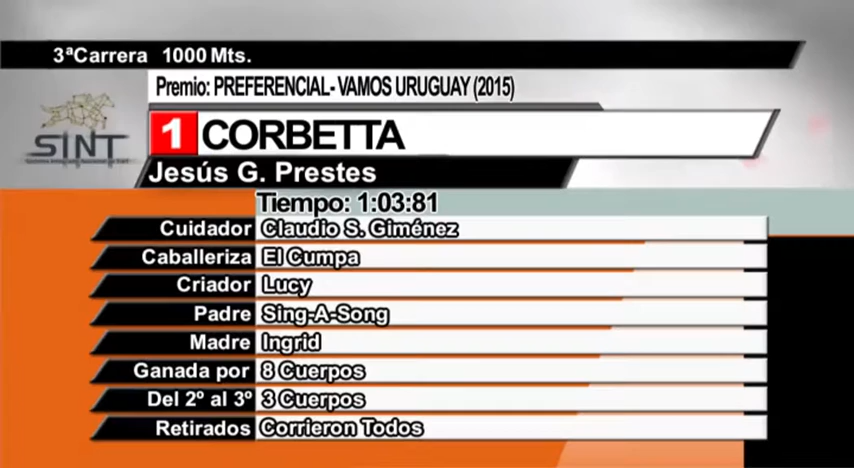 3ªCarrera 1000 Mts.
Premio: PREFERENCIAL- VAMOS URUGUAY (2015)
SINT
1 CORBETTA
Jesús G. Prestes
Tiempo: 1:03:81
Cuidador Claudio S. Giménez
Caballeriza El Cumpa
Criador Lucy
Padre Sing-A-Song
Madre Ingrid
Ganada por 8 Cuerpos
Del 2º al 3º 3 Cuerpos
Retirados Corrieron Todos